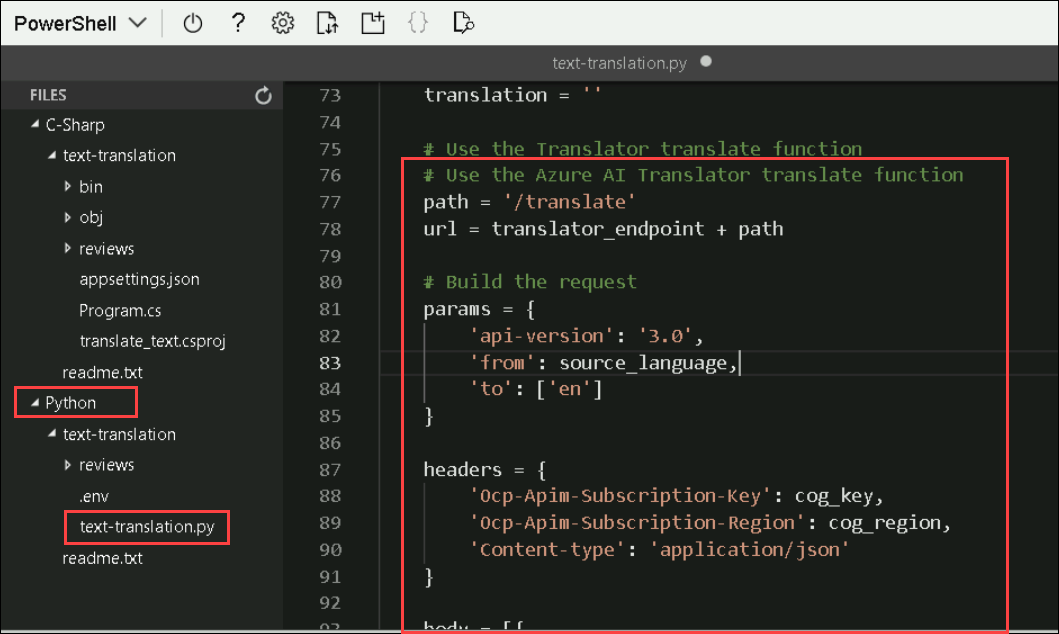 PowerShell
?
{}
text-translation.py
FILES
C-Sharp
text-translation
bin
obj
reviews
appsettings.json
Program.cs
translate_text.csproj
readme.txt
Python
text-translation
reviews
.env
text-translation.py
readme.txt
73 translation = ''
74
75 # Use the Translator translate function
76 # Use the Azure AI Translator translate function
77 path = '/translate'
78 url = translator_endpoint + path
79
80 # Build the request
81 params = {
82 'api-version': '3.0',
83 'from': source_language,
84 'to': ['en']
85 }
86
87 headers = {
88 'Ocp-Apim-Subscription-Key': cog_key,
89 'Ocp-Apim-Subscription-Region': cog_region,
90 'Content-type': 'application/json'
91 }
92
93 body = [{